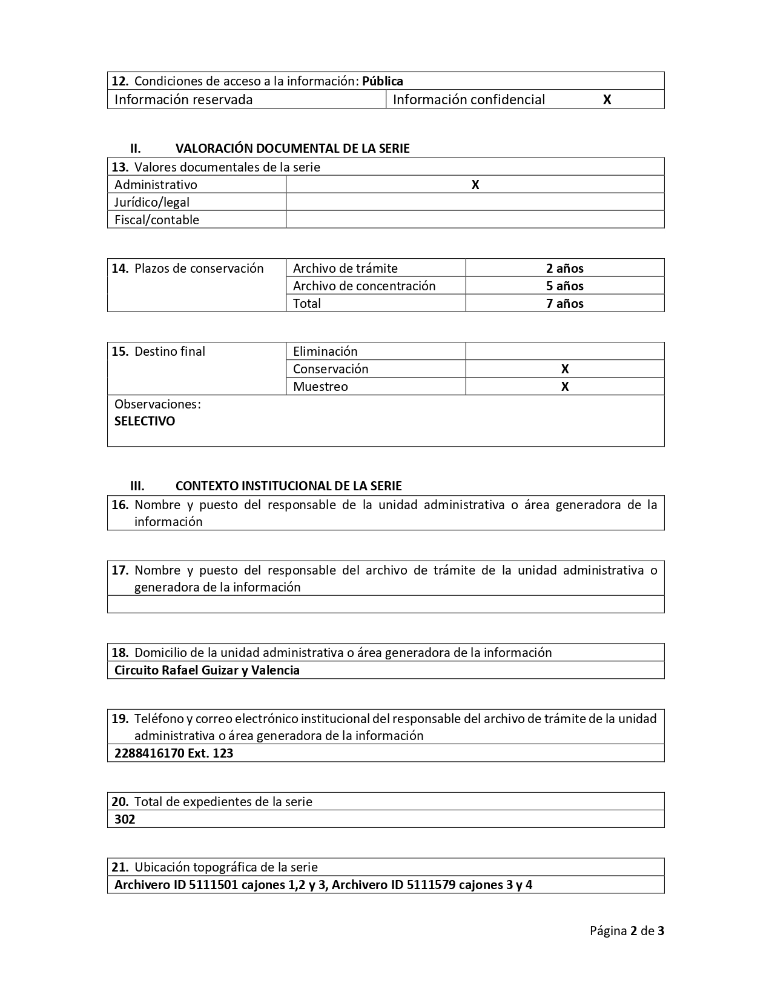 12. Condiciones de acceso a la información: Pública
Información reservada Información confidencial X
II. VALORACIÓN DOCUMENTAL DE LA SERIE
13. Valores documentales de la serie
Administrativo X
Jurídico/legal
Fiscal/contable
14. Plazos de conservación Archivo de trámite 2 años
Archivo de concentración 5 años
Total 7 años
15. Destino final Eliminación
Conservación X
Muestreo X
Observaciones:
SELECTIVO
III. CONTEXTO INSTITUCIONAL DE LA SERIE
16. Nombre y puesto del responsable de la unidad administrativa o área generadora de la
información
17. Nombre y puesto del responsable del archivo de trámite de la unidad administrativa o
generadora de la información
18. Domicilio de la unidad administrativa o área generadora de la información
Circuito Rafael Guizar y Valencia
19. Teléfono y correo electrónico institucional del responsable del archivo de trámite de la unidad
administrativa o área generadora de la información
2288416170 Ext. 123
20. Total de expedientes de la serie
302
21. Ubicación topográfica de la serie
Archivero ID 5111501 cajones 1,2 y 3, Archivero ID 5111579 cajones 3 y 4
Página 2 de 3